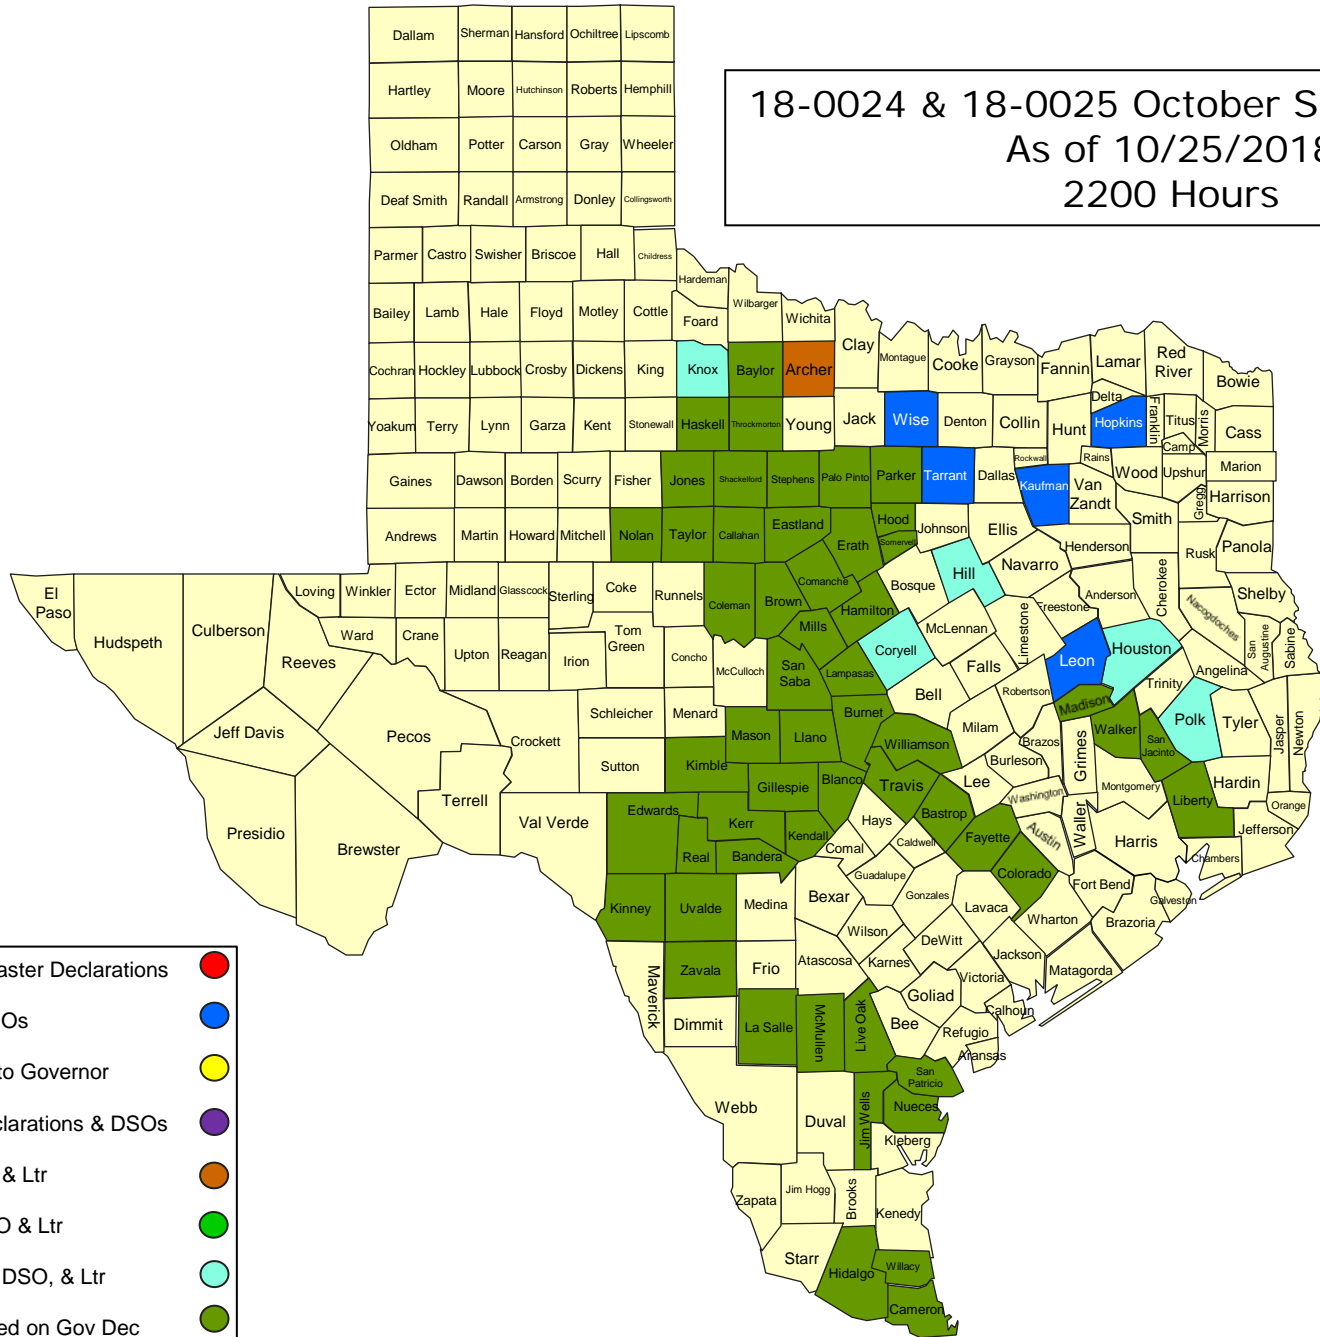 Dallam Sherman Hansford Ochiltree Lipscomb
Hartley Moore Hutchinson Roberts Hemphill
18-0024 & 18-0025 October S
As of 10/25/2018
2200 Hours
Oldham Potter Carson Gray Wheeler
Deaf Smith Randall Armstrong Donley Collingsworth
Parmer Castro Swisher Briscoe Hall Childress
Hardeman
Wilbarger
Bailey Lamb Hale Floyd Motley Cottle Foard Wichita
Clay Montague Cooke Grayson Fannin Lamar Red River Bowie
Cochran Hockley Lubbock Crosby Dickens King Knox Baylor Archer
Delta
Yoakum Terry Lynn Garza Kent Stonewall Haskell Throckmorton Young Jack Wise Denton Collin Hunt Hopkins Franklin Titus Morris Cass
Camp
Rockwall Rains Wood Upshur Marion
Gaines Dawson Borden Scurry Fisher Jones Shackelford Stephens Palo Pinto Parker Tarrant Dallas Kaufman Van Zandt Gregg Harrison
Smith
Andrews Martin Howard Mitchell Nolan Taylor Callahan Eastland Erath Hood Somervell Johnson Ellis Henderson Rusk Panola
El Paso Hudspeth Culberson Loving Winkler Ector Midland Glasscock Sterling Coke Runnels Coleman Brown Comanche Bosque Hill Navarro Anderson Cherokee Shelby
Hamilton Freestone Nacogdoches
Ward Crane Upton Reagan Irion Tom Green Concho McCulloch Mills McLennan Limestone San Augustine Sabine
Reeves San Saba Lampasas Coryell Falls Leon Houston Angelina
Trinity
Bell Robertson Madison
Jeff Davis Pecos Crockett Schleicher Menard Mason Llano Burnet Milam Walker San Jacinto Polk Tyler Jasper Newton
Williamson Brazos Grimes
Sutton Kimble Burleson
Terrell Gillespie Blanco Travis Lee Washington Montgomery Hardin
Presidio Brewster Val Verde Edwards Kerr Kendall Hays Bastrop Waller Liberty Orange
Real Bandera Comal Caldwell Fayette Austin Harris Jefferson
Chambers
Guadalupe Colorado
Kinney Uvalde Medina Bexar Gonzales Lavaca Fort Bend Galveston
Wharton Brazoria
Wilson
DeWitt
Maverick Zavala Frio Atascosa Karnes Jackson Matagorda
Victoria
Goliad
Dimmit La Salle McMullen Live Oak Bee Calhoun
Refugio
Aransas
San Patricio
Webb Duval Jim Wells Nueces
Kleberg
Zapata Jim Hogg Brooks Kenedy
Starr Hidalgo Willacy
Cameron
aster Declarations
Os
to Governor
clarations & DSOs
& Ltr
O & Ltr
DSO, & Ltr
ed on Gov Dec